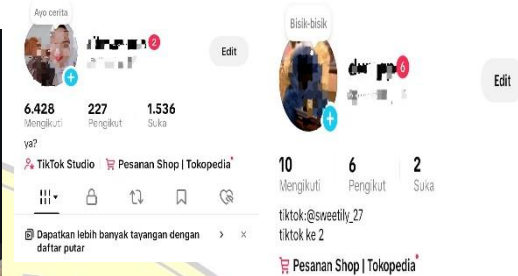 Ayo cerita
2
Edit
6.428 227 1.536
Mengikuti Pengikut Suka
ya?
TikTok Studio Pesanan Shop | Tokopedia
Dapatkan lebih banyak tayangan dengan
daftar putar
Bisik-bisik
6
Edit
10 6 2
Mengikuti Pengikut Suka
tiktok:@sweetily_27
tiktok ke 2
Pesanan Shop | Tokopedia